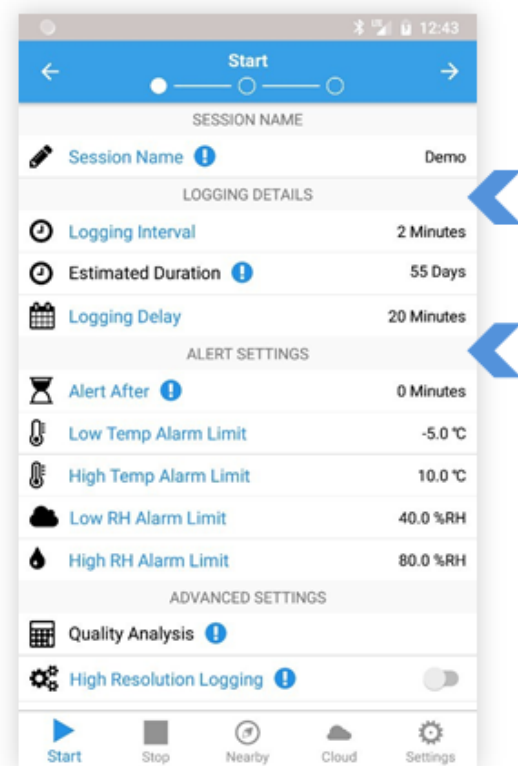 12:43
Start
SESSION NAME
Session Name Demo
LOGGING DETAILS
Logging Interval 2 Minutes
Estimated Duration 55 Days
Logging Delay 20 Minutes
ALERT SETTINGS
Alert After 0 Minutes
Low Temp Alarm Limit -5.0 °C
High Temp Alarm Limit 10.0 °C
Low RH Alarm Limit 40.0 %RH
High RH Alarm Limit 80.0 %RH
ADVANCED SETTINGS
Quality Analysis
High Resolution Logging
Start Stop Nearby Cloud Settings